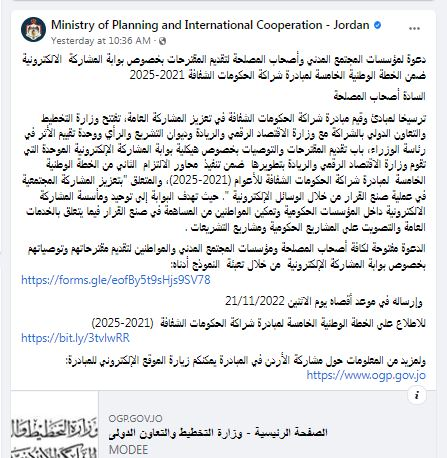 Ministry of Planning and International Cooperation - Jordan
Yesterday at 10:36 AM ·
دعوة لمؤسسات المجتمع المدني وأصحاب المصلحة لتقديم المقترحات بخصوص بوابة المشاركة الالكترونية
ضمن الخطة الوطنية الخامسة لمبادرة شراكة الحكومات الشفافة 2021-2025
السادة أصحاب المصلحة
ترسيخا لمبادئ وقيم مبادرة شراكة الحكومات الشفافة في تعزيز المشاركة العامة، تفتح وزارة التخطيط
والتعاون الدولي بالشراكة مع وزارة الاقتصاد الرقمي والريادة وديوان التشريع والرأي ووحدة تقييم الأثر في
رئاسة الوزراء، باب تقديم المقترحات والتوصيات بخصوص هيكلية بوابة المشاركة الإلكترونية الموحدة التي
تقوم وزارة الاقتصاد الرقمي والريادة بتطويرها ضمن تنفيذ محاور الالتزام الثاني من الخطة الوطنية
الخامسة لمبادرة شراكة الحكومات الشفافة للأعوام (2021-2025)، والمتعلق "بتعزيز المشاركة المجتمعية
في عملية صنع القرار من خلال الوسائل الإلكترونية ". حيث تهدف البوابة إلى توحيد ومأسسة المشاركة
الالكترونية داخل المؤسسات الحكومية وتمكين المواطنين من المساهمة في صنع القرار فيما يتعلق بالخدمات
العامة والتصويت على المشاريع الحكومية ومشاريع التشريعات .
الدعوة مفتوحة لكافة أصحاب المصلحة ومؤسسات المجتمع المدني والمواطنين لتقديم مقترحاتهم وتوصياتهم
بخصوص بوابة المشاركة الإلكترونية من خلال تعبئة النموذج أدناه:
https://forms.gle/eofBy5t9sHjs9SV78
وإرساله في موعد أقصاه يوم الاثنين 21/11/2022
للاطلاع على الخطة الوطنية الخامسة لمبادرة شراكة الحكومات الشفافة (2021-2025)
https://bit.ly/3tvIwRR
ولمزيد من المعلومات حول مشاركة الأردن في المبادرة يمكنكم زيارة الموقع الإلكتروني للمبادرة:
https://www.ogp.gov.jo
OGP.GOV.JO
الصفحة الرئيسية - وزارة التخطيط والتعاون الدولي
MODEE
وزارة التخطيط وال